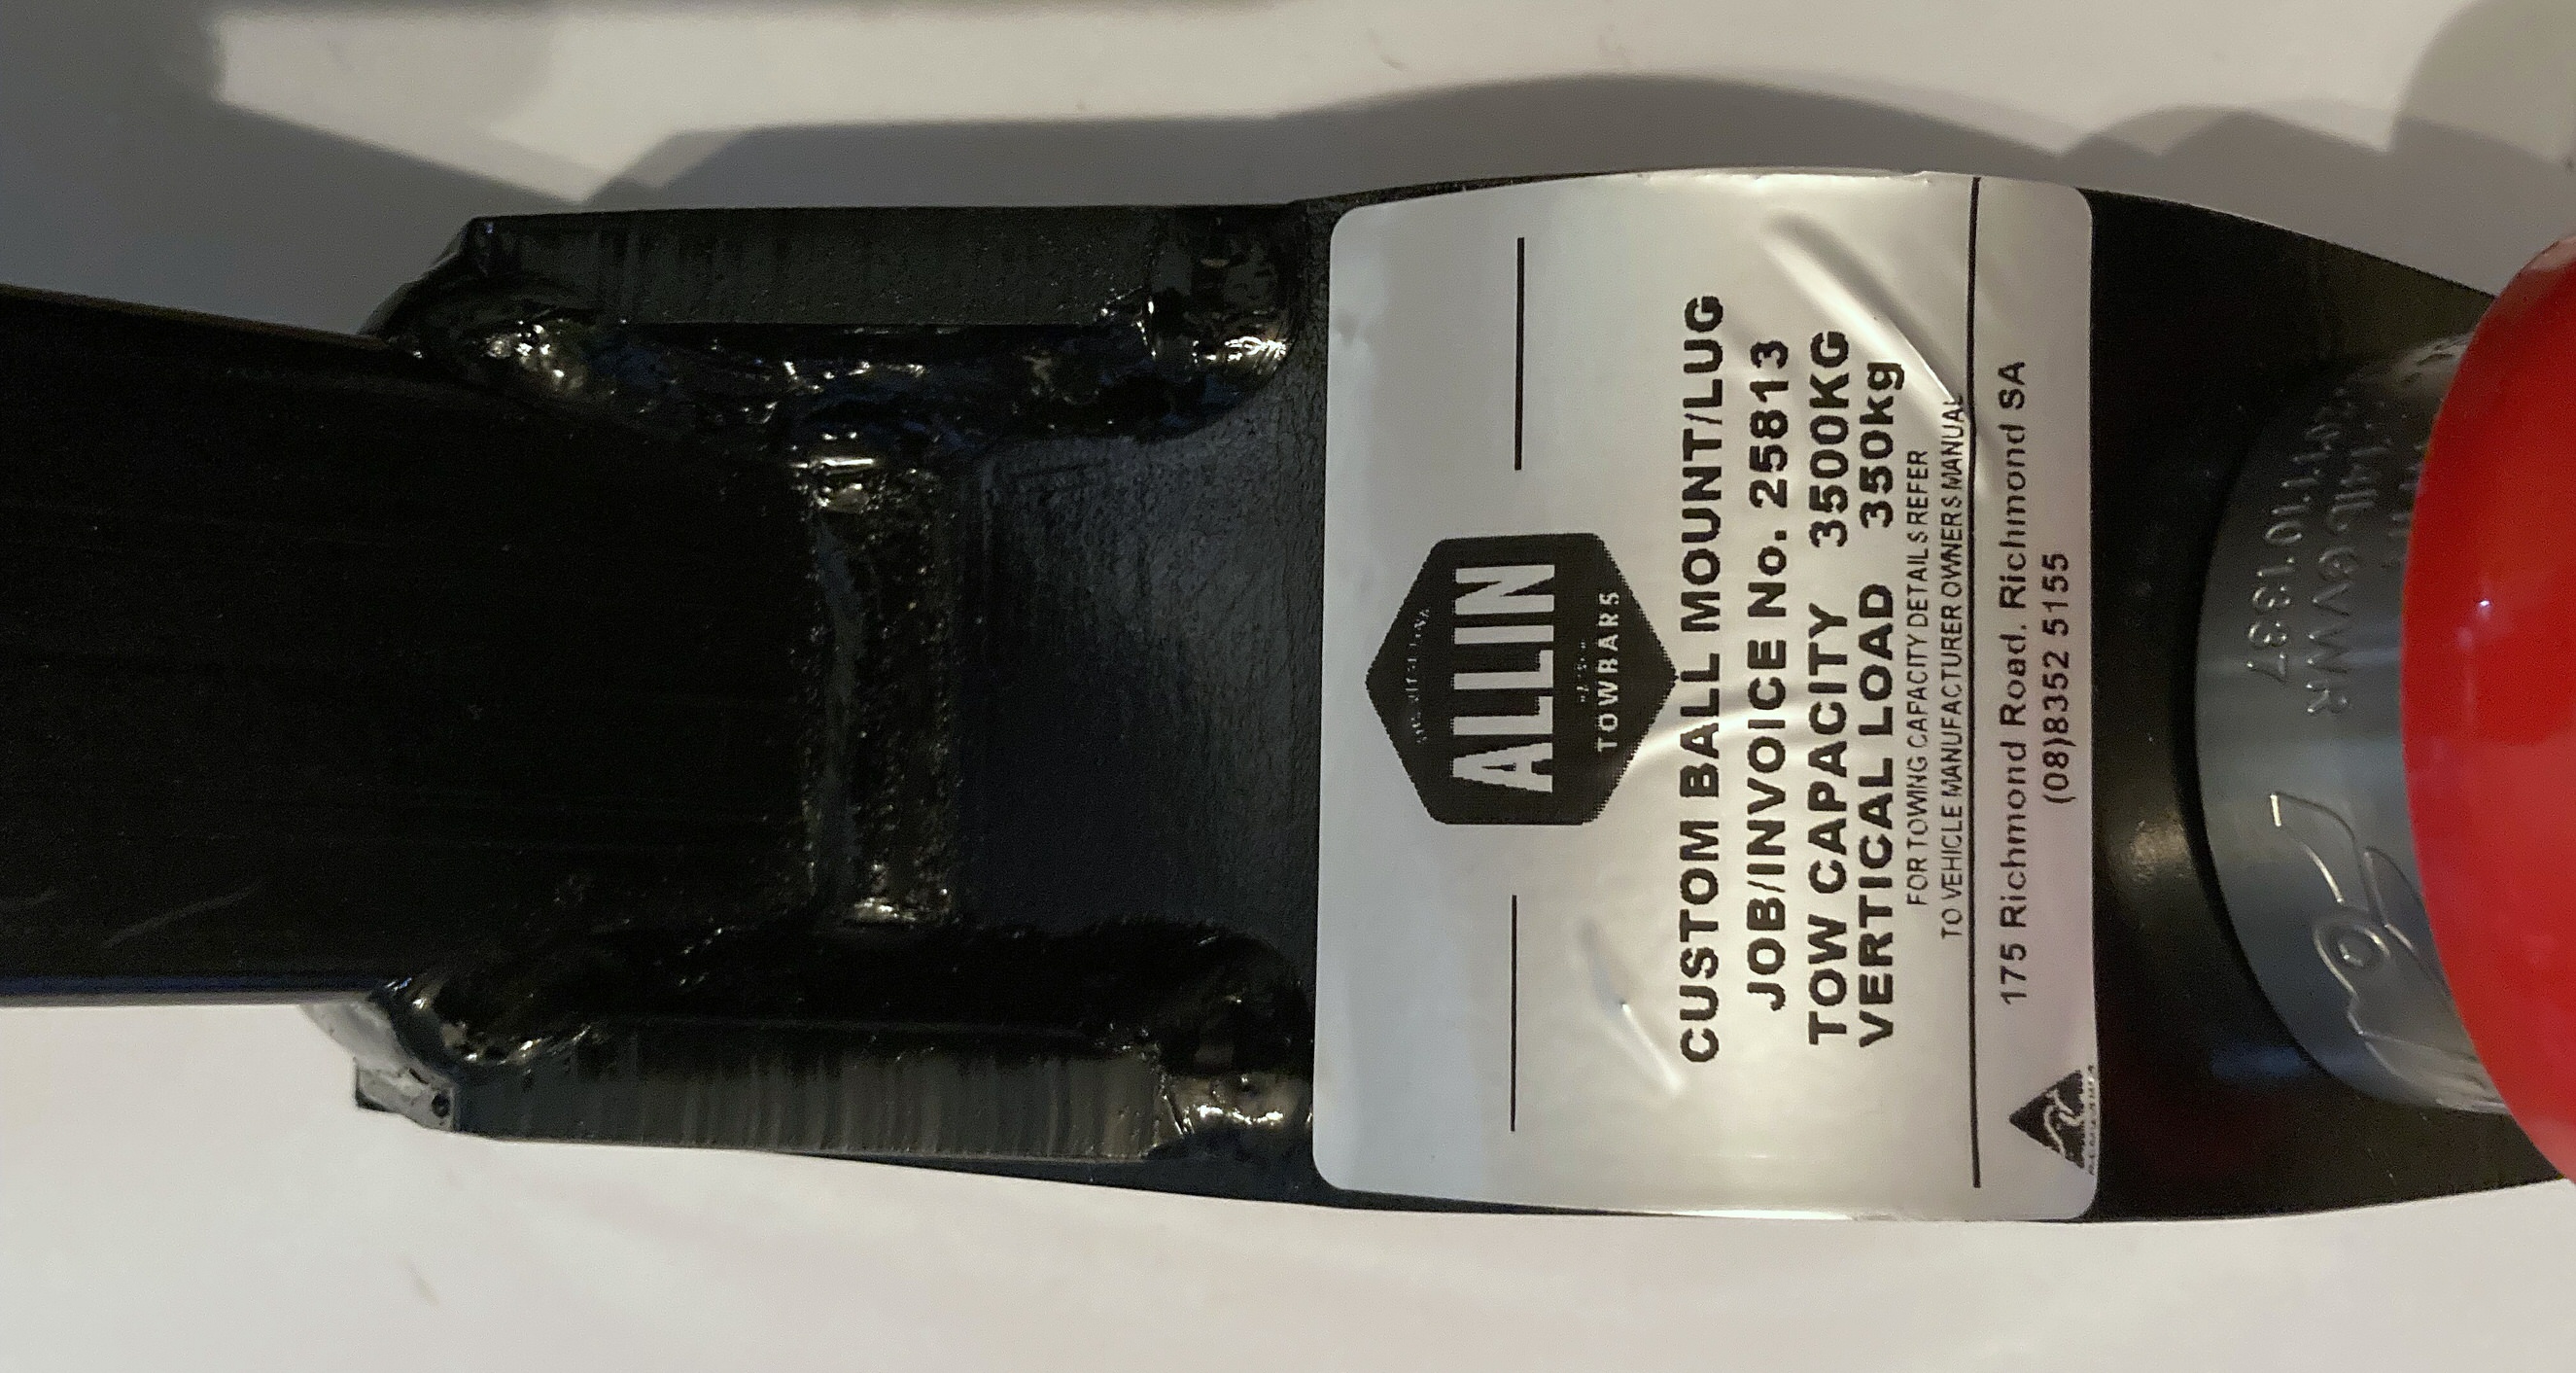 ALLIN
TOWBARS
CUSTOM BALL MOUNT/LUG
JOB/INVOICE No. 25813
TOW CAPACITY 3500KG
VERTICAL LOAD 350kg
FOR TOWING CAPACITY DETAILS REFER
TO VEHICLE MANUFACTURER OWNERS MANUAL
175 Richmond Road. Richmond SA
(08)8352 5155